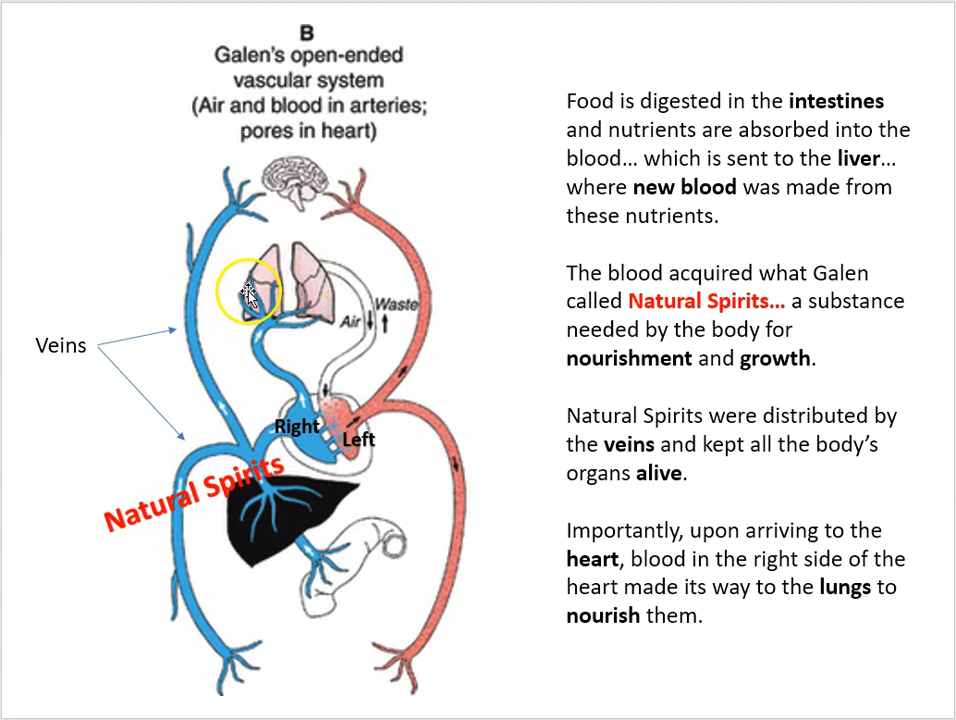 B
Galen's open-ended
vascular system
(Air and blood in arteries;
pores in heart)
Waste
Air
Veins
Right
Left
Natural Spirits
Food is digested in the intestines
and nutrients are absorbed into the
blood… which is sent to the liver…
where new blood was made from
these nutrients.
The blood acquired what Galen
called Natural Spirits… a substance
needed by the body for
nourishment and growth.
Natural Spirits were distributed by
the veins and kept all the body's
organs alive.
Importantly, upon arriving to the
heart, blood in the right side of the
heart made its way to the lungs to
nourish them.